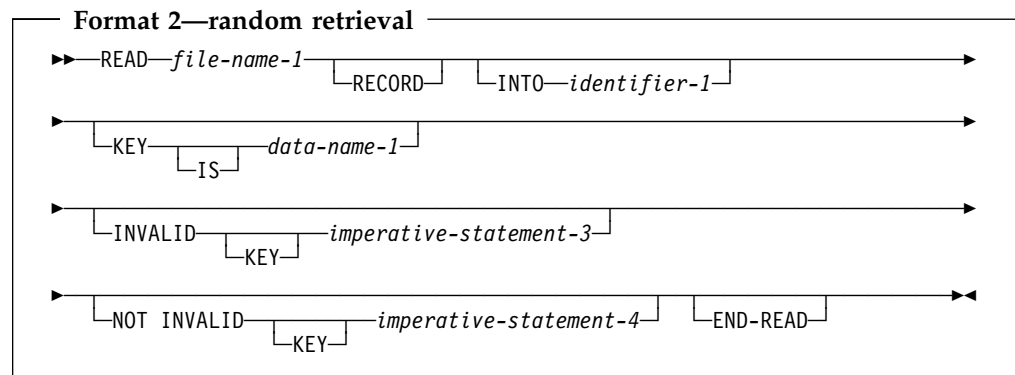 Format 2—random retrieval
READ file-name-1 RECORD INTO identifier-1
KEY IS data-name-1
INVALID KEY imperative-statement-3
NOT INVALID KEY imperative-statement-4 END-READ